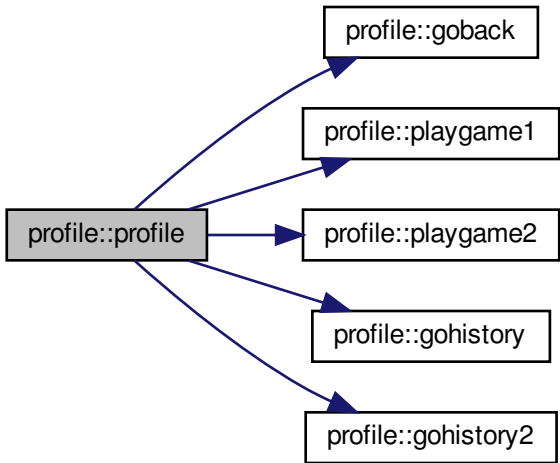 profile::goback
profile::playgame1
profile::profile
profile::playgame2
profile::gohistory
profile::gohistory2